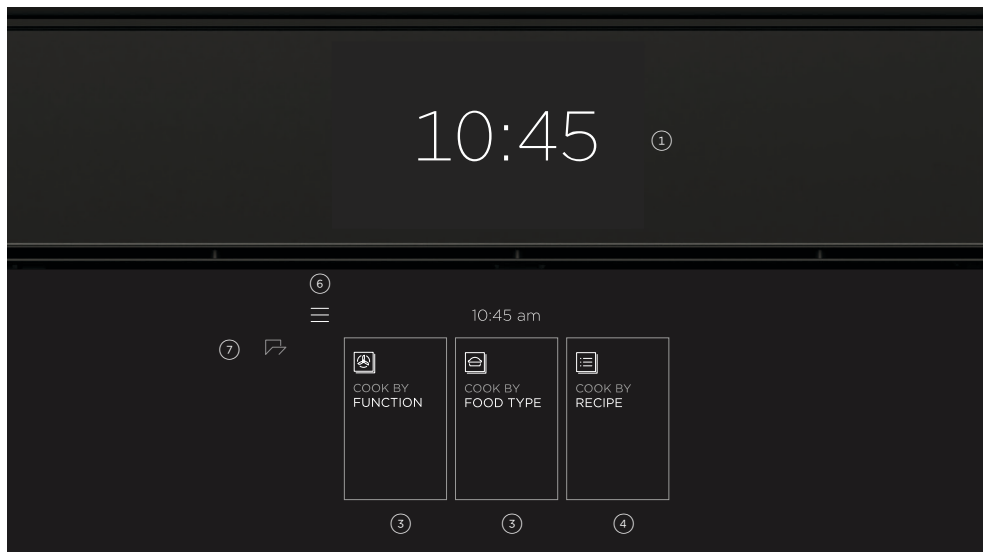 10:45
1
6
10:45 am
7
COOK BY
FUNCTION
COOK BY
FOOD TYPE
COOK BY
RECIPE
3
3
4